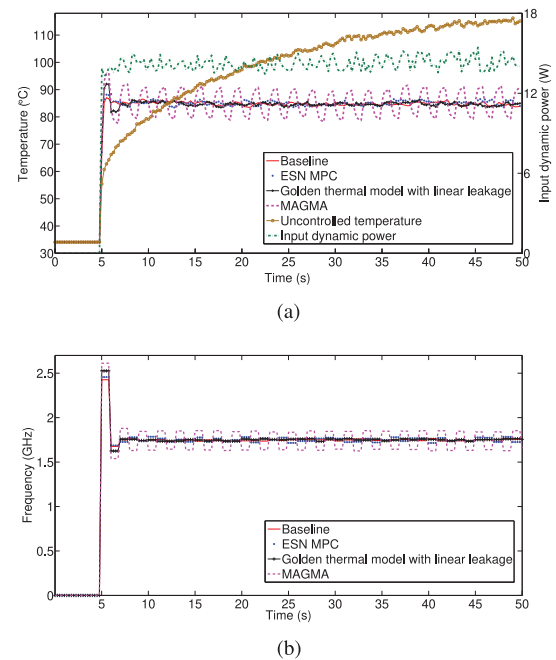 18
110
100
12
90
80
70
60
6
50
40
30
0
0
5
10
15
20
25
30
35
40
45
50
Temperature (°C)
Input dynamic power (W)
Baseline
ESN MPC
Golden thermal model with linear leakage
MAGMA
Uncontrolled temperature
Input dynamic power
Time (s)
(a)
2.5
2
1.5
1
0.5
0
0
5
10
15
20
25
30
35
40
45
50
Frequency (GHz)
Baseline
ESN MPC
Golden thermal model with linear leakage
MAGMA
Time (s)
(b)